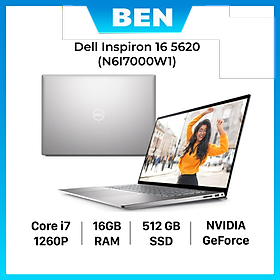 BEN
Dell Inspiron 16 5620
(N6I7000W1)
Core i7 16GB 512 GB NVIDIA
1260P RAM SSD GeForce